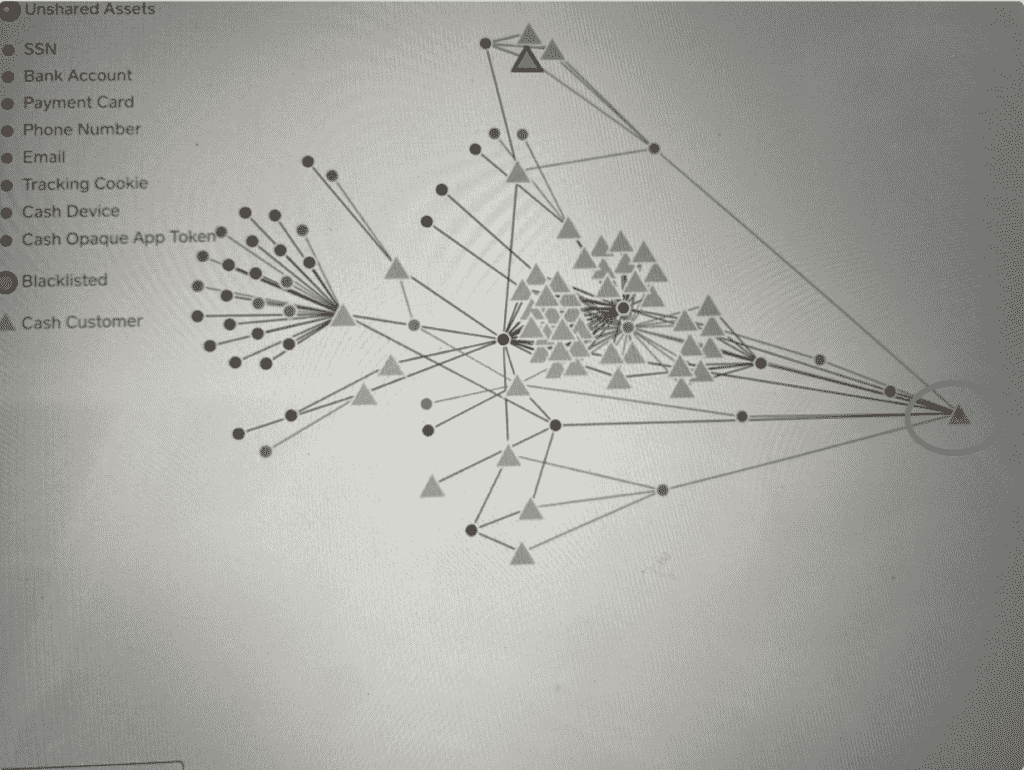 Unshared Assets
SSN
Bank Account
Payment Card
Phone Number
Email
Tracking Cookie
Cash Device
Cash Opaque App Token
Blacklisted
Cash Customer